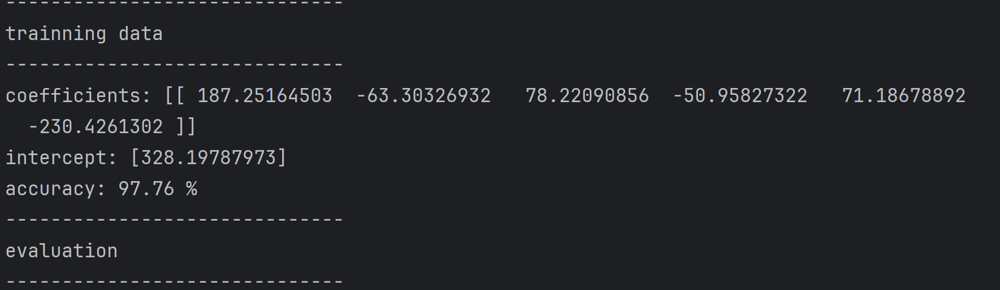 ------------------------------
trainning data
------------------------------
coefficients: [[ 187.25164503  -63.30326932   78.22090856  -50.95827322   71.18678892
  -230.4261302 ]]
intercept: [328.19787973]
accuracy: 97.76 %
------------------------------
evaluation
------------------------------